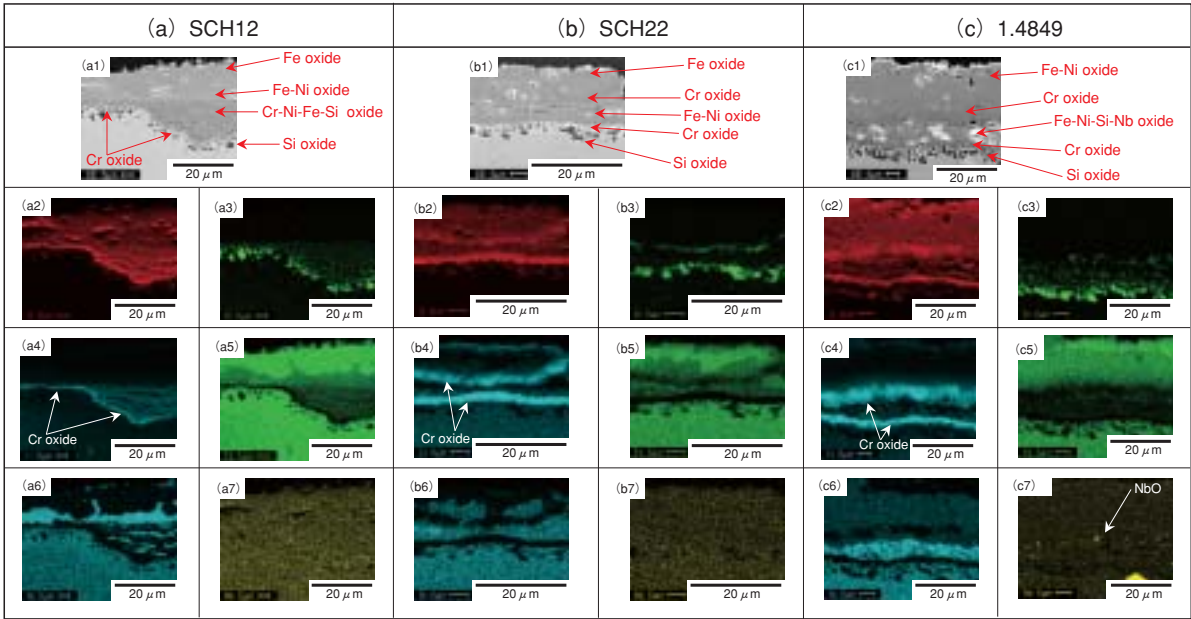 (a) SCH12
(b) SCH22
(c) 1.4849
(a1)
Fe oxide
Fe-Ni oxide
Cr-Ni-Fe-Si oxide
Si oxide
Cr oxide
20 μm
(b1)
Fe oxide
Cr oxide
Fe-Ni oxide
Cr oxide
Si oxide
20 μm
(c1)
Fe-Ni oxide
Cr oxide
Fe-Ni-Si-Nb oxide
Cr oxide
Si oxide
20 μm
(a2)
20 μm
(a3)
20 μm
(b2)
20 μm
(b3)
20 μm
(c2)
20 μm
(c3)
20 μm
(a4)
Cr oxide
20 μm
(a5)
20 μm
(b4)
Cr oxide
20 μm
(b5)
20 μm
(c4)
Cr oxide
20 μm
(c5)
20 μm
(a6)
20 μm
(a7)
20 μm
(b6)
20 μm
(b7)
20 μm
(c6)
20 μm
(c7)
NbO
20 μm